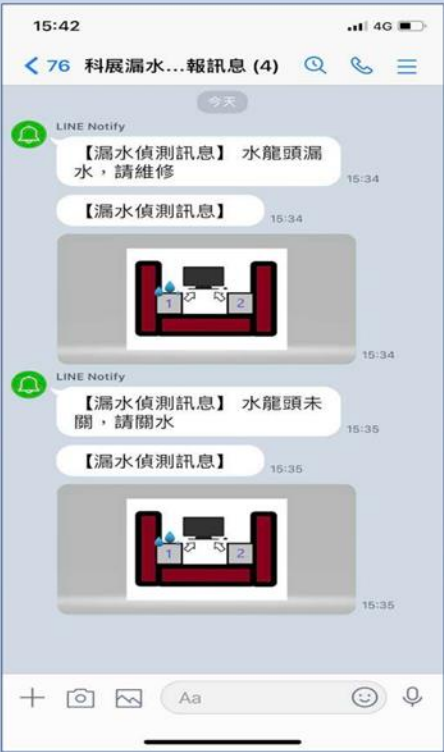 15:42
4G
76 科展漏水...報訊息 (4)
今天
LINE Notify
【漏水偵測訊息】 水龍頭漏
水，請維修
15:34
【漏水偵測訊息】
15:34
1 2
15:34
LINE Notify
【漏水偵測訊息】 水龍頭未
關，請關水
15:35
【漏水偵測訊息】
15:35
1 2
15:35
Aa